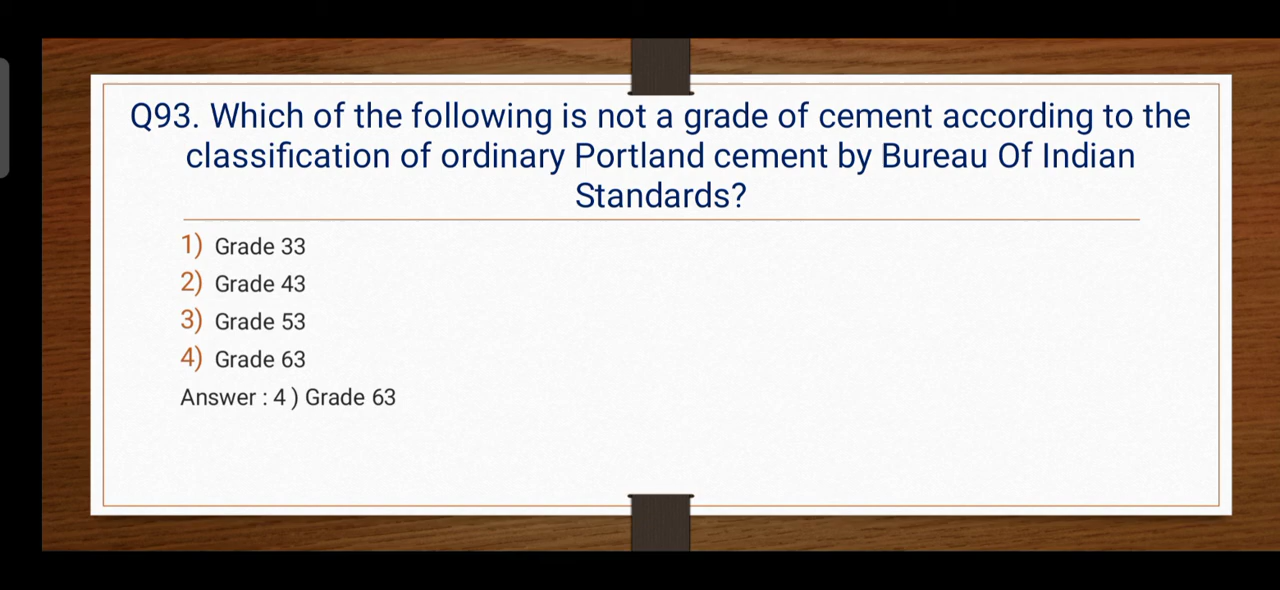 Q93. Which of the following is not a grade of cement according to the
classification of ordinary Portland cement by Bureau Of Indian
Standards?
1) Grade 33
2) Grade 43
3) Grade 53
4) Grade 63
Answer : 4 ) Grade 63